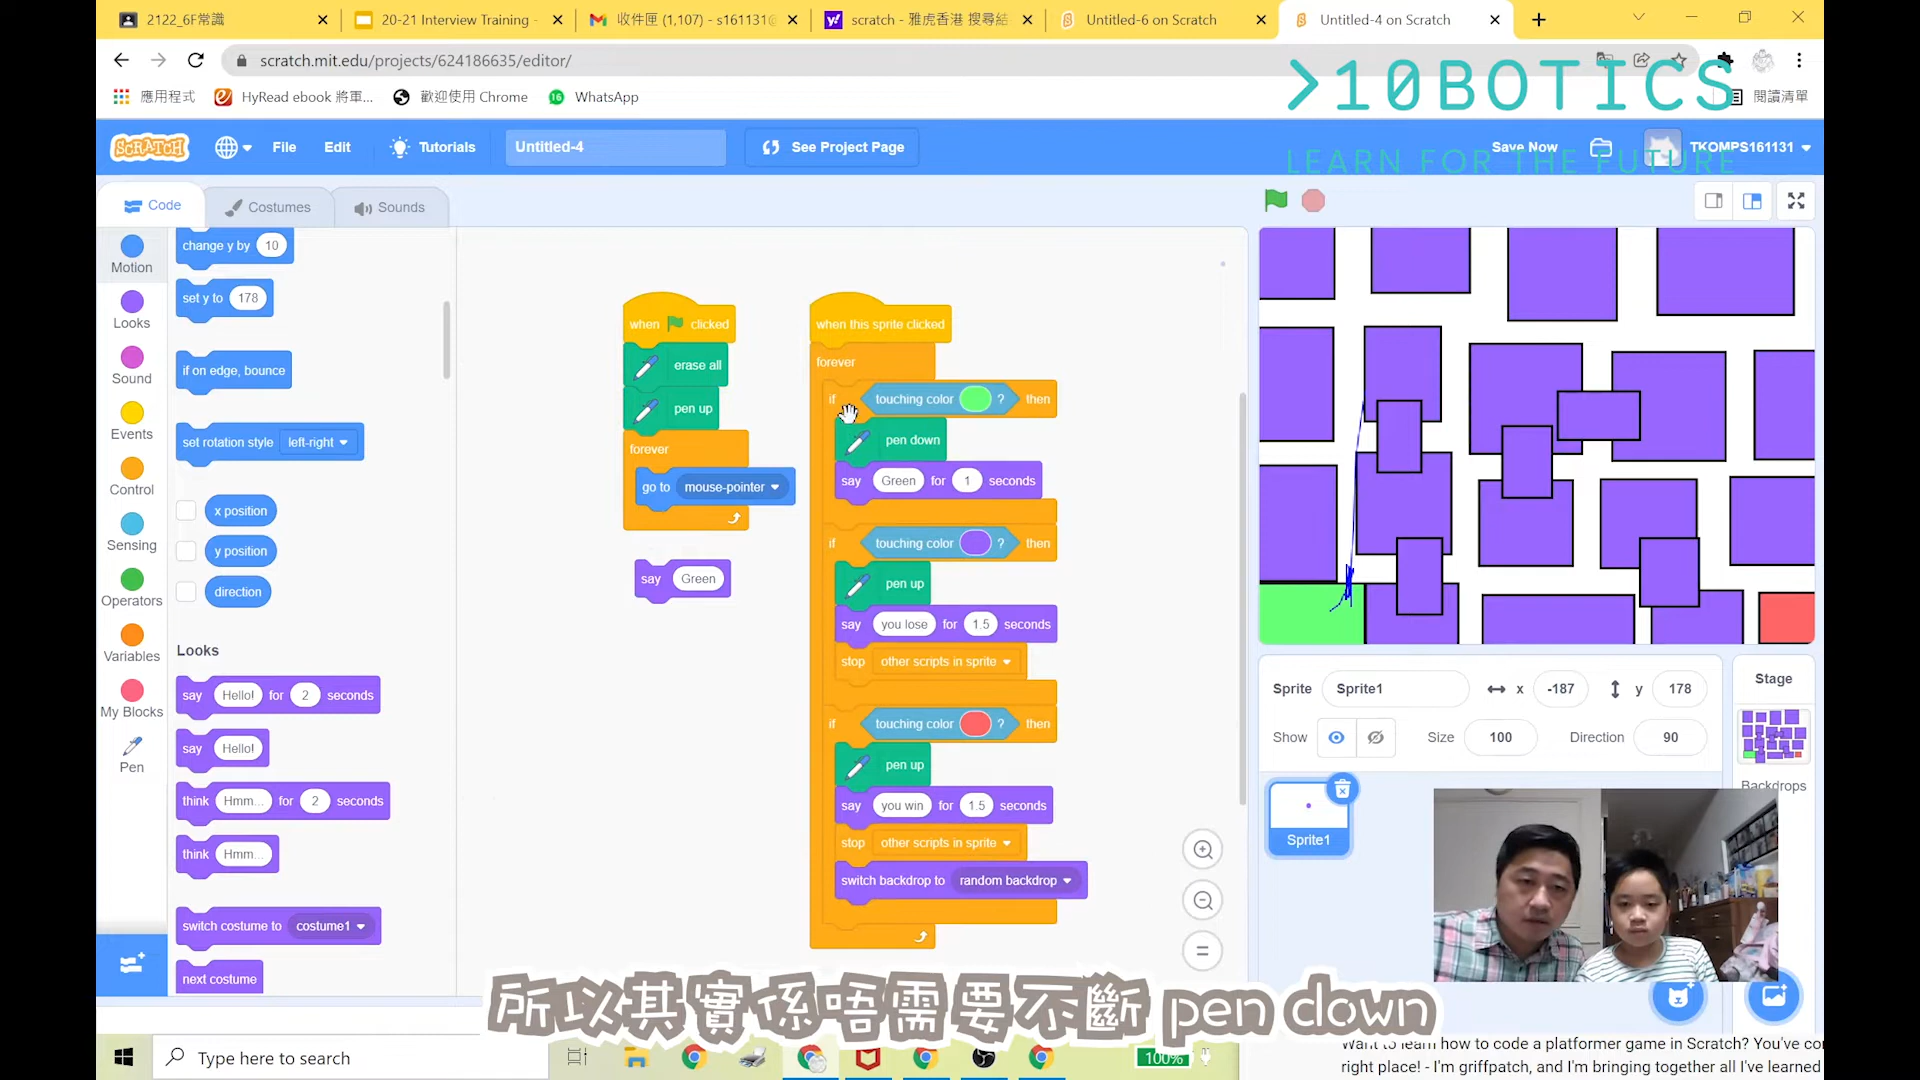 2122_6F常識
20-21 Interview Training -
收件匣 (1,107) - s161131@
scratch - 雅虎香港 搜尋結
Untitled-6 on Scratch
Untitled-4 on Scratch
scratch.mit.edu/projects/624186635/editor/
>10BOTICS
LEARN FOR THE FUTURE
應用程式
HyRead ebook 將軍...
歡迎使用 Chrome
16
WhatsApp
閱讀清單
SCRATCH
File
Edit
Tutorials
Untitled-4
See Project Page
Save Now
TKOMPS161131
Code
Costumes
Sounds
Motion
Looks
Sound
Events
Control
Sensing
Operators
Variables
My Blocks
Pen
change y by 10
set y to 178
if on edge, bounce
set rotation style left-right
x position
y position
direction
Looks
say Hello! for 2 seconds
say Hello!
think Hmm... for 2 seconds
think Hmm...
switch costume to costume1
next costume
when clicked
erase all
pen up
forever
go to mouse-pointer
say Green
when this sprite clicked
forever
if touching color ? then
pen down
say Green for 1 seconds
if touching color ? then
pen up
say you lose for 1.5 seconds
stop other scripts in sprite
if touching color ? then
pen up
say you win for 1.5 seconds
stop other scripts in sprite
switch backdrop to random backdrop
Sprite Sprite1 x -187 y 178
Show Size 100 Direction 90
Sprite1
Stage
Backdrops
所以其實係唔需要不斷 pen down
Type here to search
100%
Want to learn how to code a platformer game in Scratch? You've co
right place! - I'm griffpatch, and I'm bringing together all I've learned